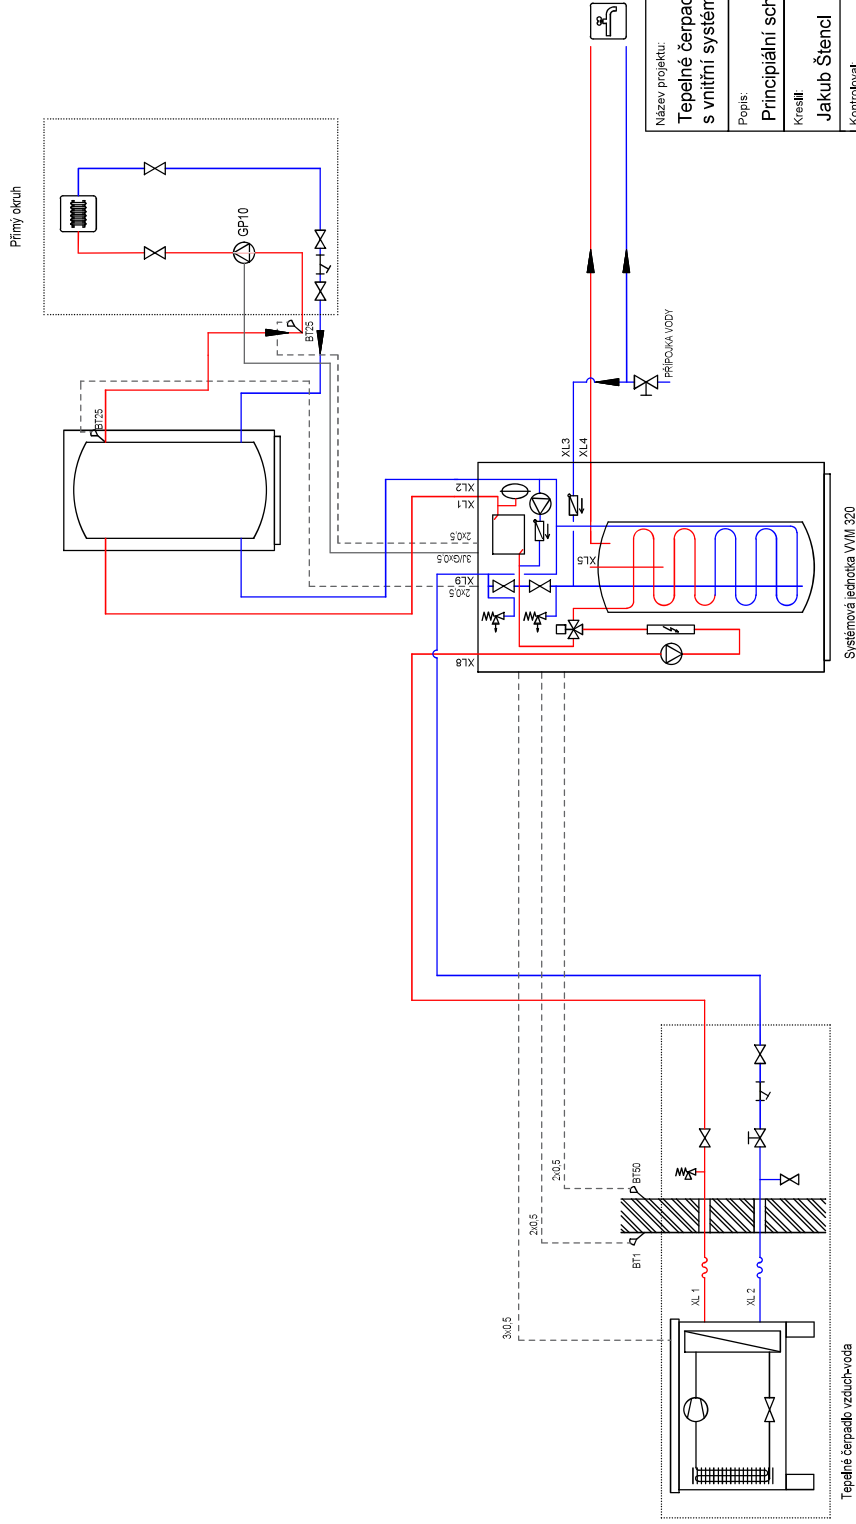 Přímý okruh
GP10
BT25
BT25
Název projektu:
Tepelné čerpad
s vnitřní systém
Popis:
Principiální sch
Kreslil:
Jakub Štencl
Kontroloval:
PŘÍPOJKA VODY
XL3
XL4
XL2
XL1
2x0,5
3J/Gx0,5
XL9
2x0,5
XL8
XL5
Systémová jednotka VVM 320
2x0,5
BT50
2x0,5
BT1
3x0,5
XL 1
XL 2
Tepelné čerpadlo vzduch-voda